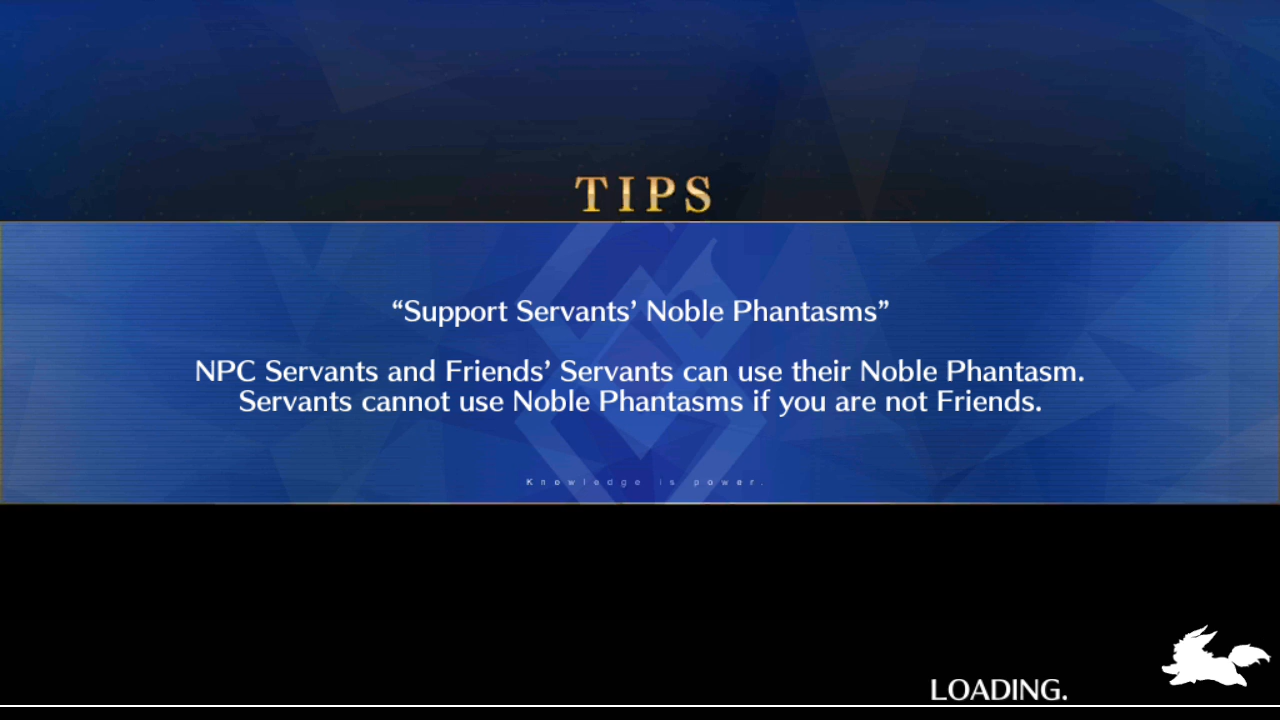 TIPS
“Support Servants’ Noble Phantasms”
NPC Servants and Friends’ Servants can use their Noble Phantasm.
Servants cannot use Noble Phantasms if you are not Friends.
Knowledge is power.
LOADING.